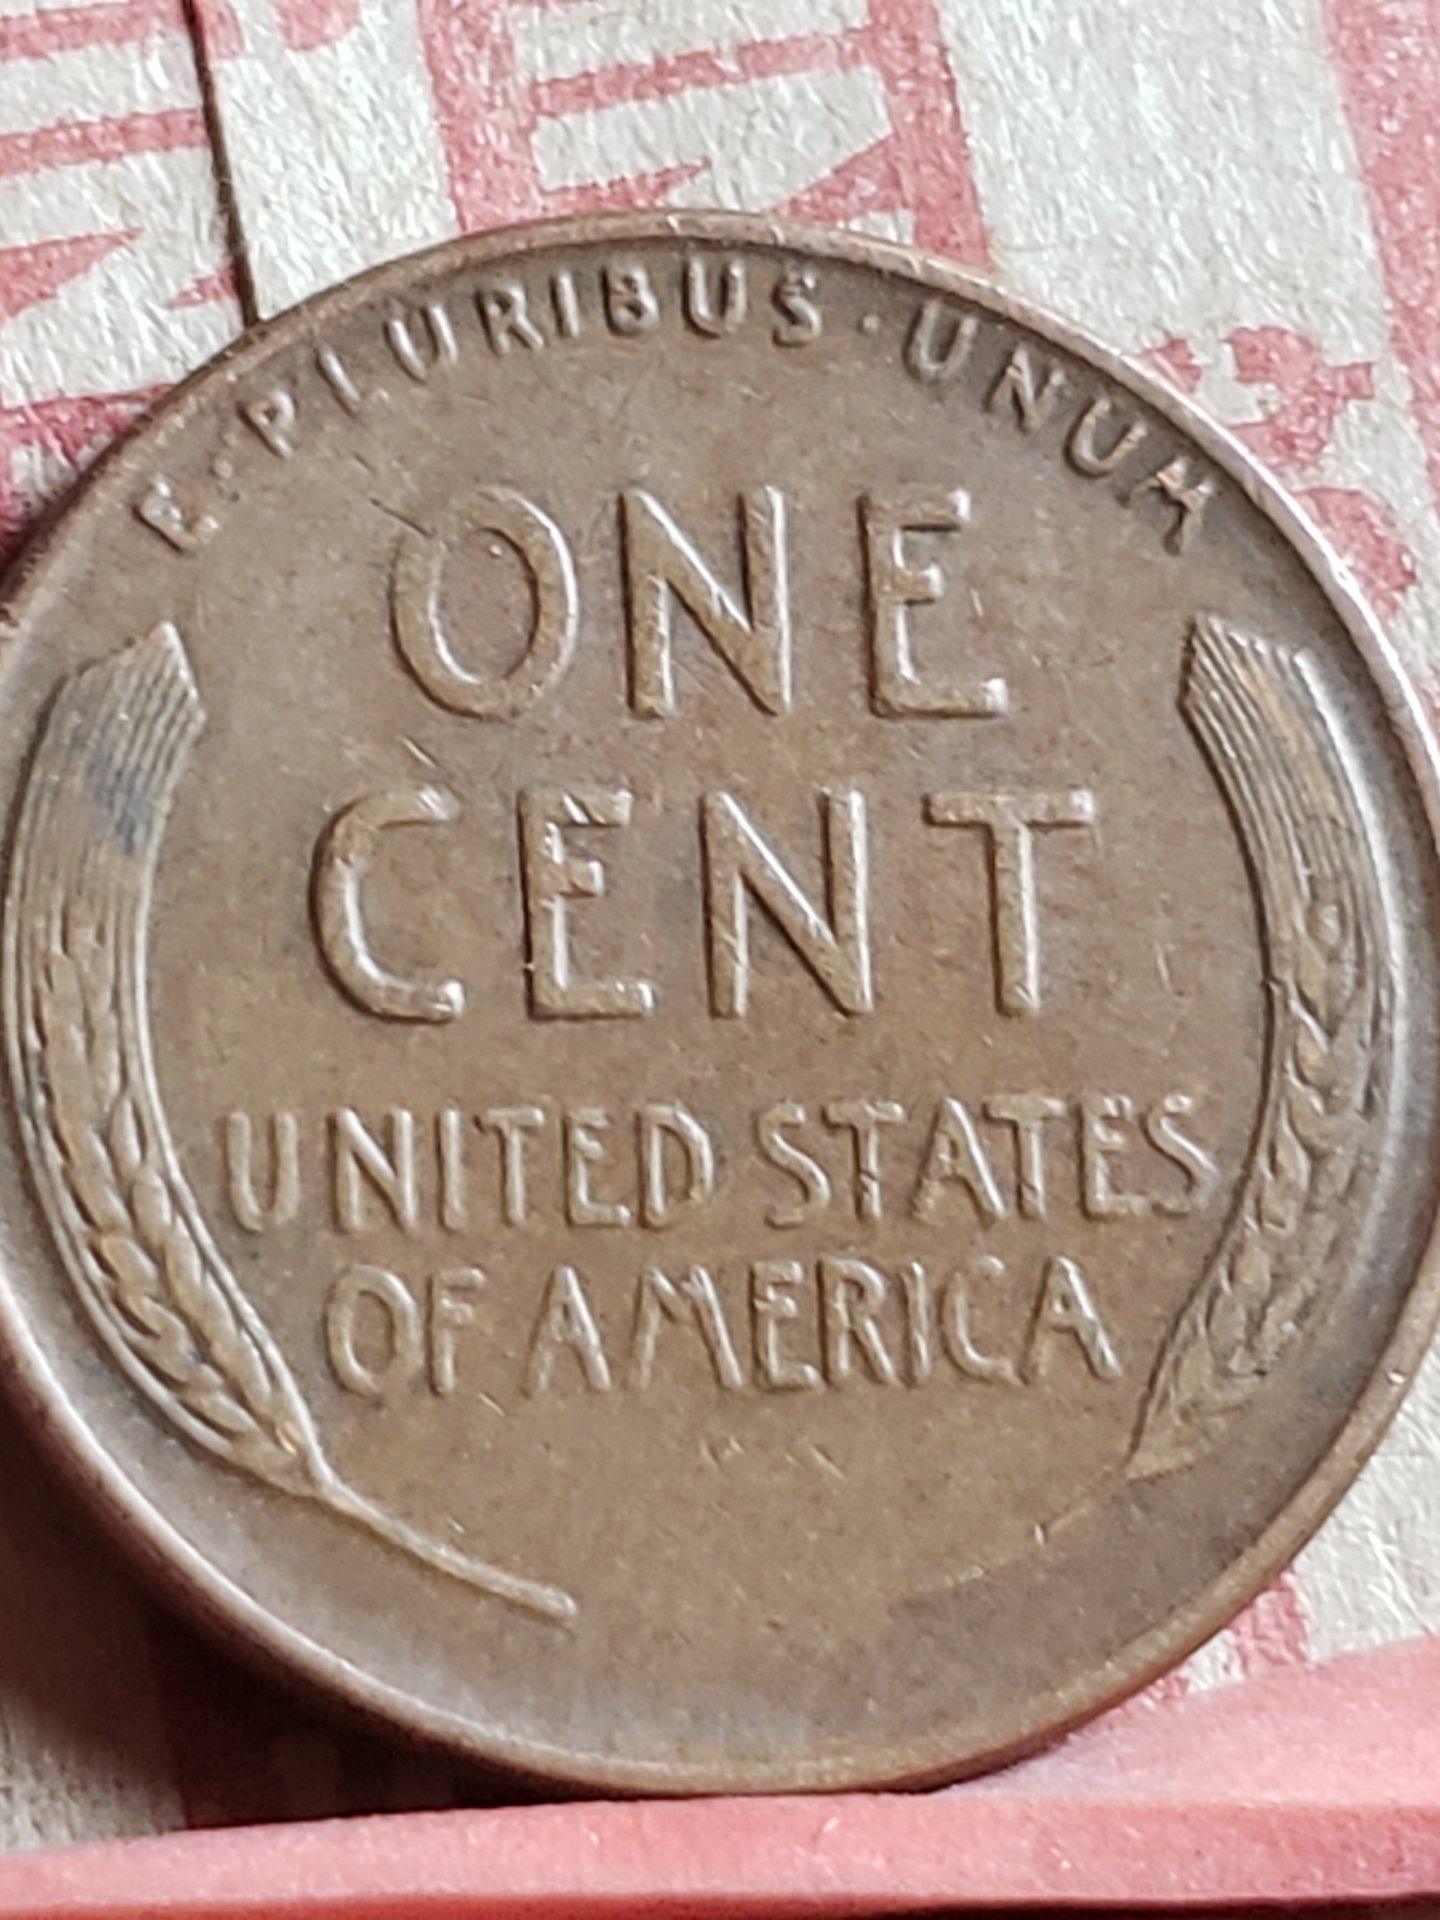 E · PLURIBUS · UNUM
ONE
CENT
UNITED STATES
OF AMERICA